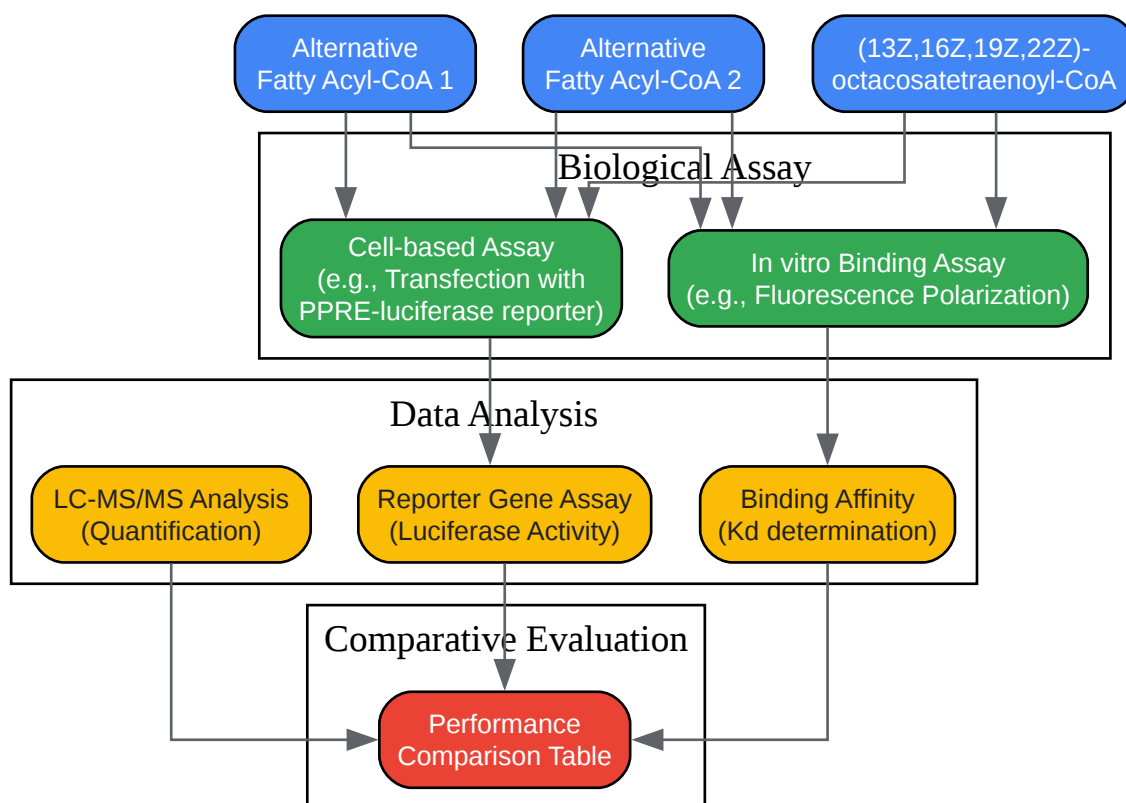 Alternative
Fatty Acyl-CoA 1
Alternative
Fatty Acyl-CoA 2
(13Z,16Z,19Z,22Z)-
octacosatetraenoyl-CoA
Biological Assay
Cell-based Assay
(e.g., Transfection with
PPRE-luciferase reporter)
In vitro Binding Assay
(e.g., Fluorescence Polarization)
Data Analysis
LC-MS/MS Analysis
(Quantification)
Reporter Gene Assay
(Luciferase Activity)
Binding Affinity
(Kd determination)
Comparative Evaluation
Performance
Comparison Table